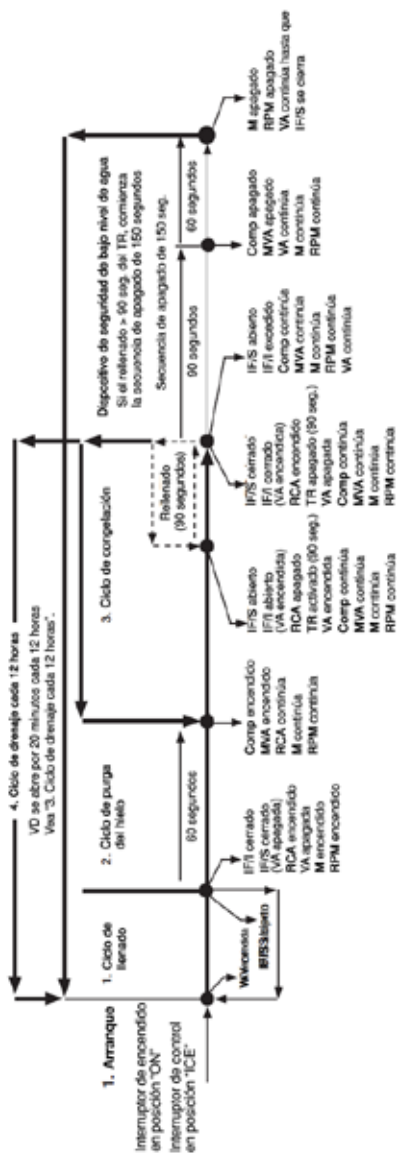 4. Ciclo de drenaje cada 12 horas
VD se abre por 20 minutos cada 12 horas
Vea "3. Ciclo de drenaje cada 12 horas".
1. Arranque
Interruptor de encendido
en posición "ON"
Interruptor de control
en posición "ICE"
1. Ciclo de
llenado
2. Ciclo de purga
del hielo
60 segundos
3. Ciclo de congelación
Rellenado
(90 segundos)
Dispositivo de seguridad de bajo nivel de agua
Si el rellenado > 90 seg. del TR, comienza
la secuencia de apagado de 150 segundos
Secuencia de apagado de 150 seg.
90 segundos
60 segundos
IF/I cerrado
IF/S cerrado
(VA apagada)
RCA encendido
VA apagada
M encendido
RPM encendido
Comp encendido
MVA encendido
RCA continúa
M continúa
RPM continúa
IF/S abierto
IF/I abierto
(VA encendida)
RCA apagado
TR activado (90 seg.)
VA encendida
Comp continúa
MVA continúa
M continúa
RPM continúa
IF/S cerrado
IF/I cerrado
(VA encendida)
RCA encendido
TR apagado (90 seg.)
VA apagada
Comp continúa
MVA continúa
M continúa
RPM continúa
IF/S abierto
IF/I excedido
Comp continúa
MVA continúa
M continúa
RPM continúa
VA continúa
Comp apagado
MVA apagado
VA continúa
M continúa
RPM continúa
M apagado
RPM apagado
VA continúa hasta que
IF/S se cierra